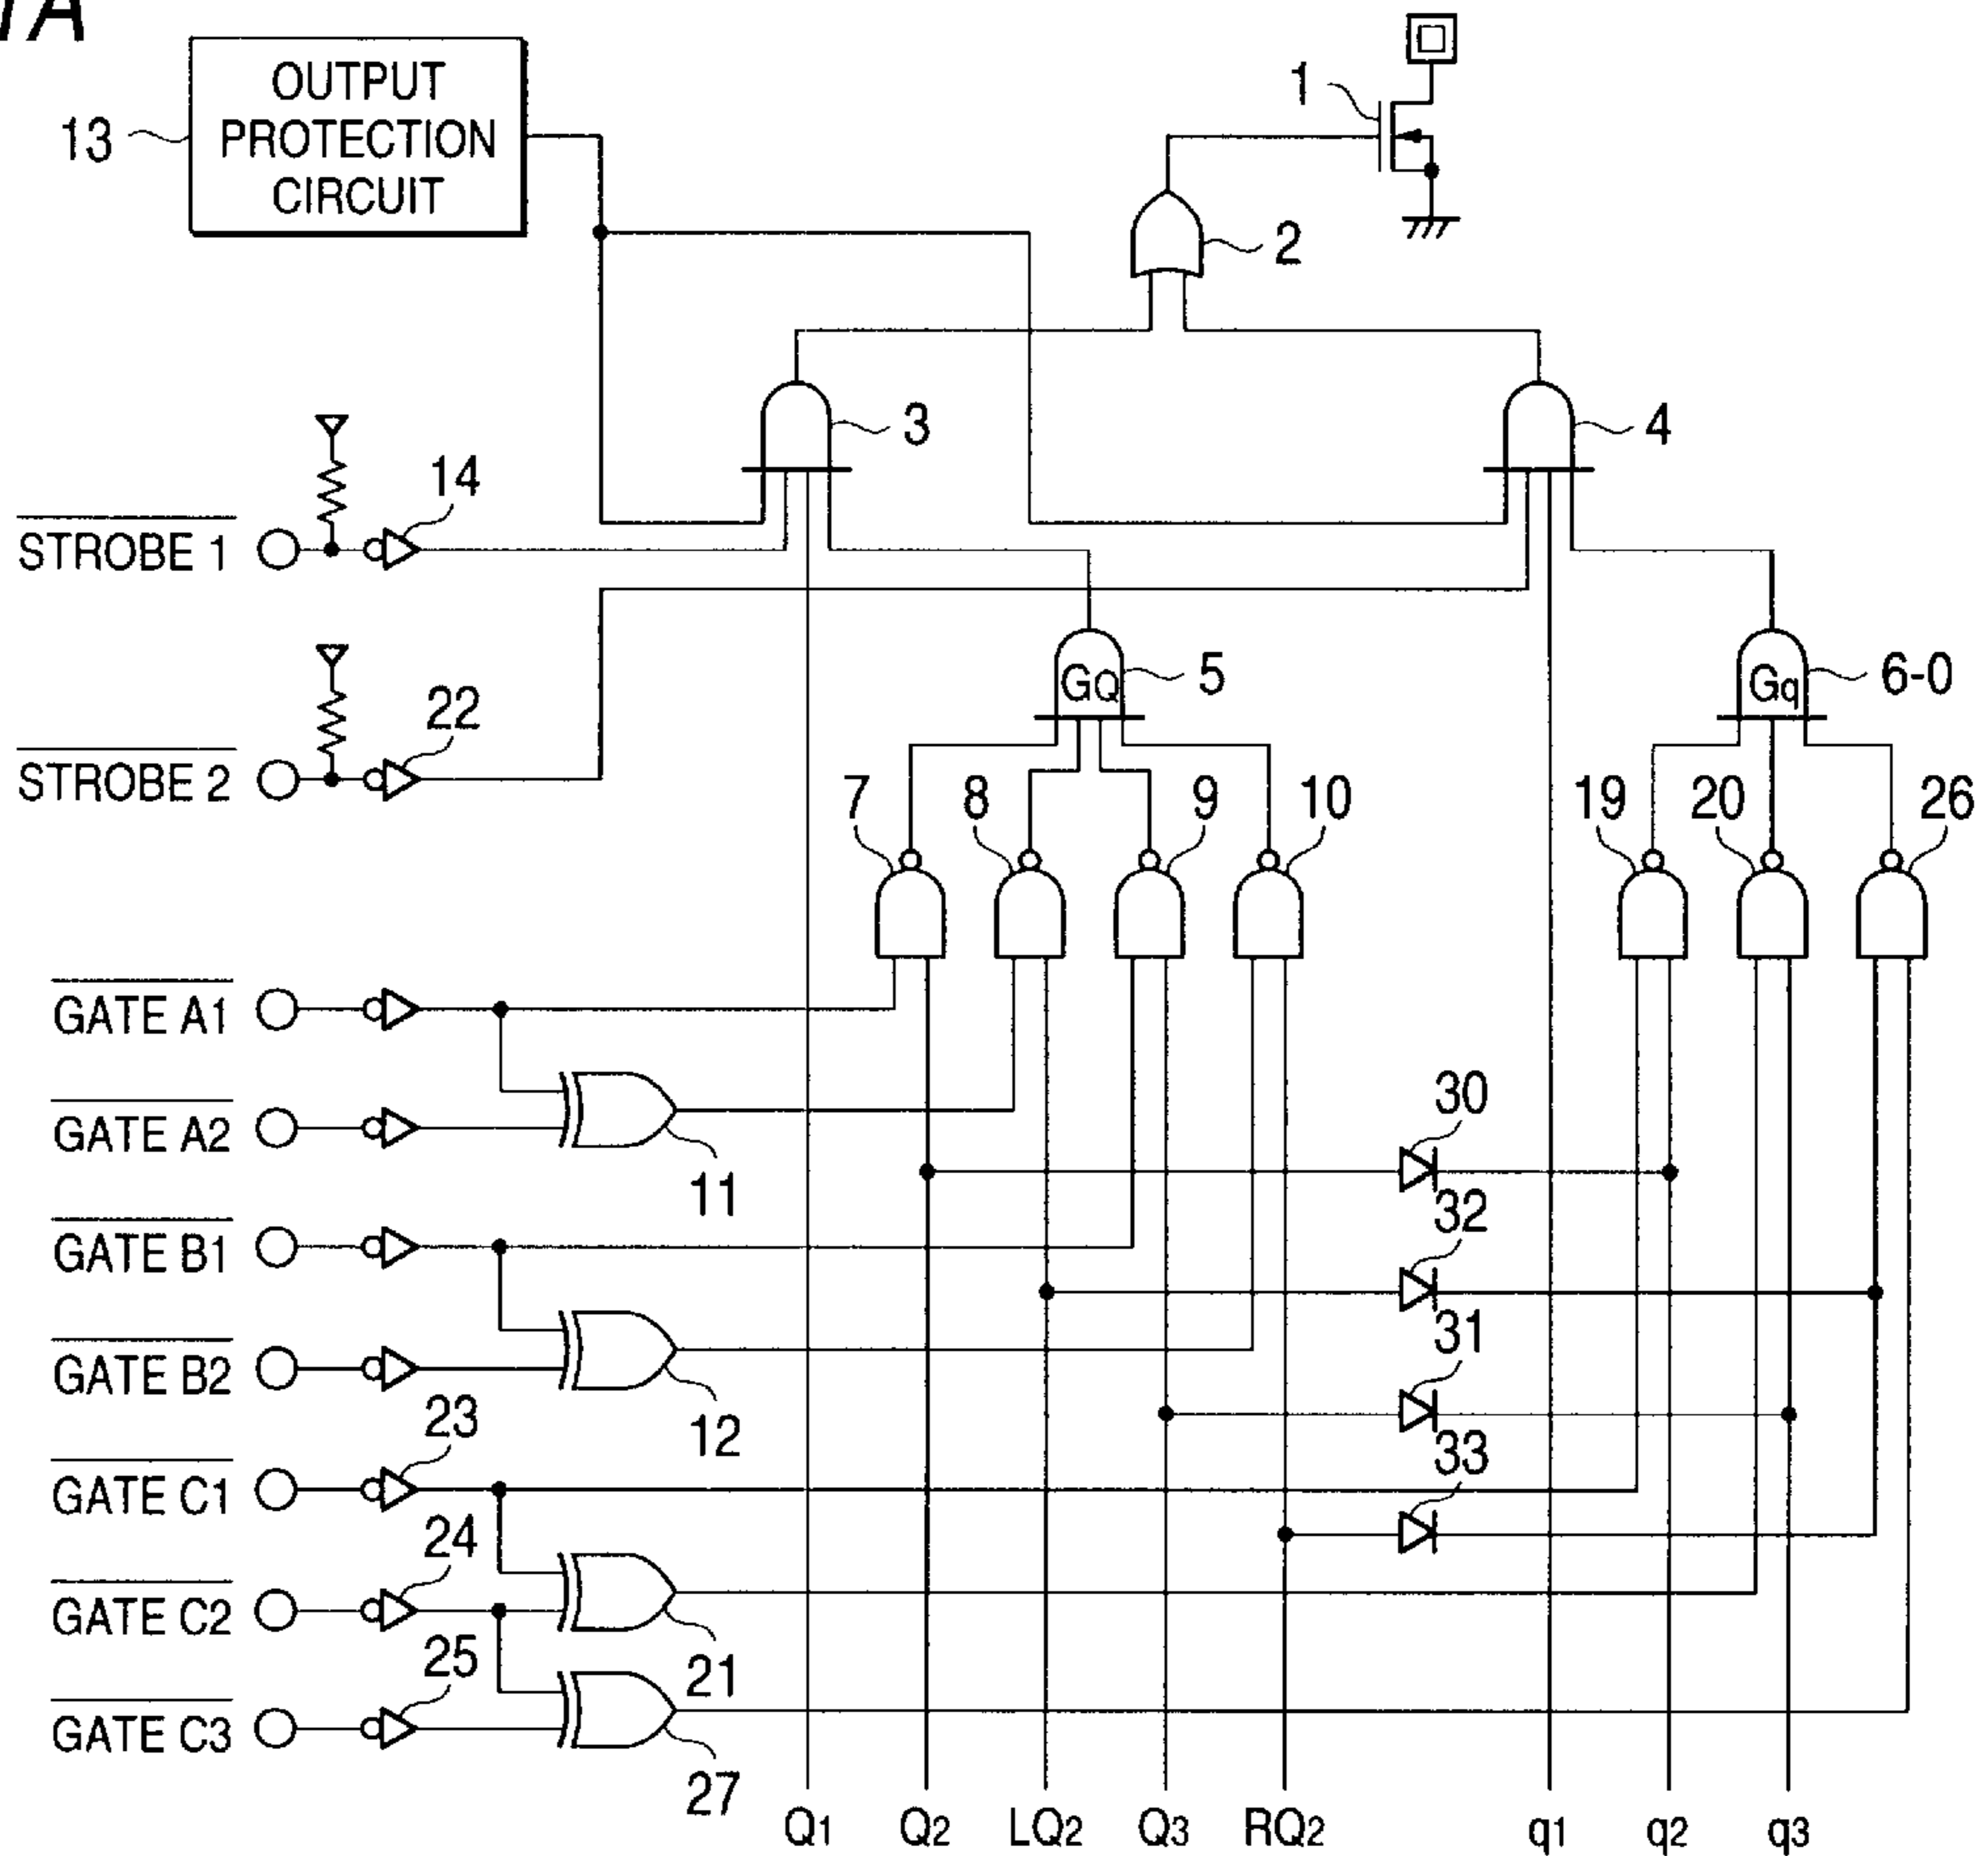 1A
OUTPUT
PROTECTION
CIRCUIT
13
1
2
3
4
14
STROBE 1
22
STROBE 2
GQ
5
Gq
6-0
7
8
9
10
19
20
26
GATE A1
GATE A2
11
30
32
GATE B1
31
GATE B2
12
23
33
GATE C1
24
GATE C2
25
21
GATE C3
27
Q1
Q2
LQ2
Q3
RQ2
q1
q2
q3